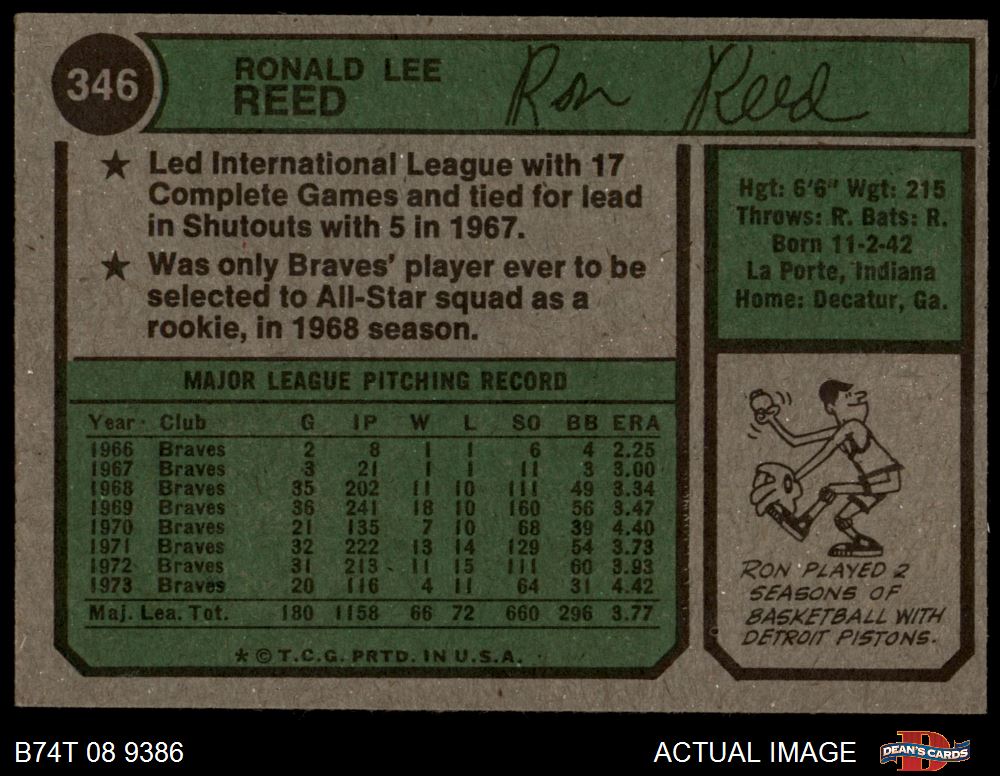 346
RONALD LEE
REED
Ron Reed
★ Led International League with 17
Complete Games and tied for lead
in Shutouts with 5 in 1967.
★ Was only Braves' player ever to be
selected to All-Star squad as a
rookie, in 1968 season.
Hgt: 6'6" Wgt: 215
Throws: R. Bats: R.
Born 11-2-42
La Porte, Indiana
Home: Decatur, Ga.
MAJOR LEAGUE PITCHING RECORD
Year Club G IP W L SO BB ERA
1966 Braves 2 8 1 1 6 4 2.25
1967 Braves 3 21 1 1 11 3 3.00
1968 Braves 35 202 11 10 111 49 3.34
1969 Braves 36 241 18 10 160 56 3.47
1970 Braves 21 135 7 10 68 39 4.40
1971 Braves 32 222 13 14 129 54 3.73
1972 Braves 31 213 11 15 111 60 3.93
1973 Braves 20 116 4 11 64 31 4.42
Maj. Lea. Tot. 180 1158 66 72 660 296 3.77
* © T.C.G. PRTD. IN U.S.A.
RON PLAYED 2
SEASONS OF
BASKETBALL WITH
DETROIT PISTONS.
B74T 08 9386
ACTUAL IMAGE
D
DEAN'S CARDS